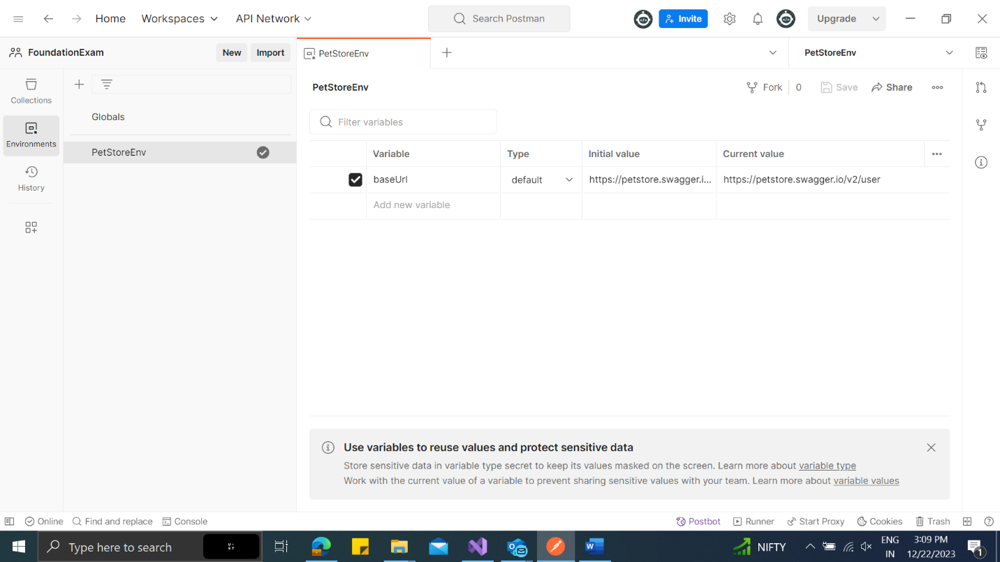 Home Workspaces API Network Search Postman Invite Upgrade
FoundationExam New Import PetStoreEnv PetStoreEnv
Collections
Environments
History
Globals
PetStoreEnv
PetStoreEnv Fork 0 Save Share
Filter variables
Variable Type Initial value Current value
baseUrl default https://petstore.swagger.i... https://petstore.swagger.io/v2/user
Add new variable
Use variables to reuse values and protect sensitive data
Store sensitive data in variable type secret to keep its values masked on the screen. Learn more about variable type
Work with the current value of a variable to prevent sharing sensitive values with your team. Learn more about variable values
Online Find and replace Console Postbot Runner Start Proxy Cookies Trash
Type here to search NIFTY ENG IN 3:09 PM 12/22/2023 1